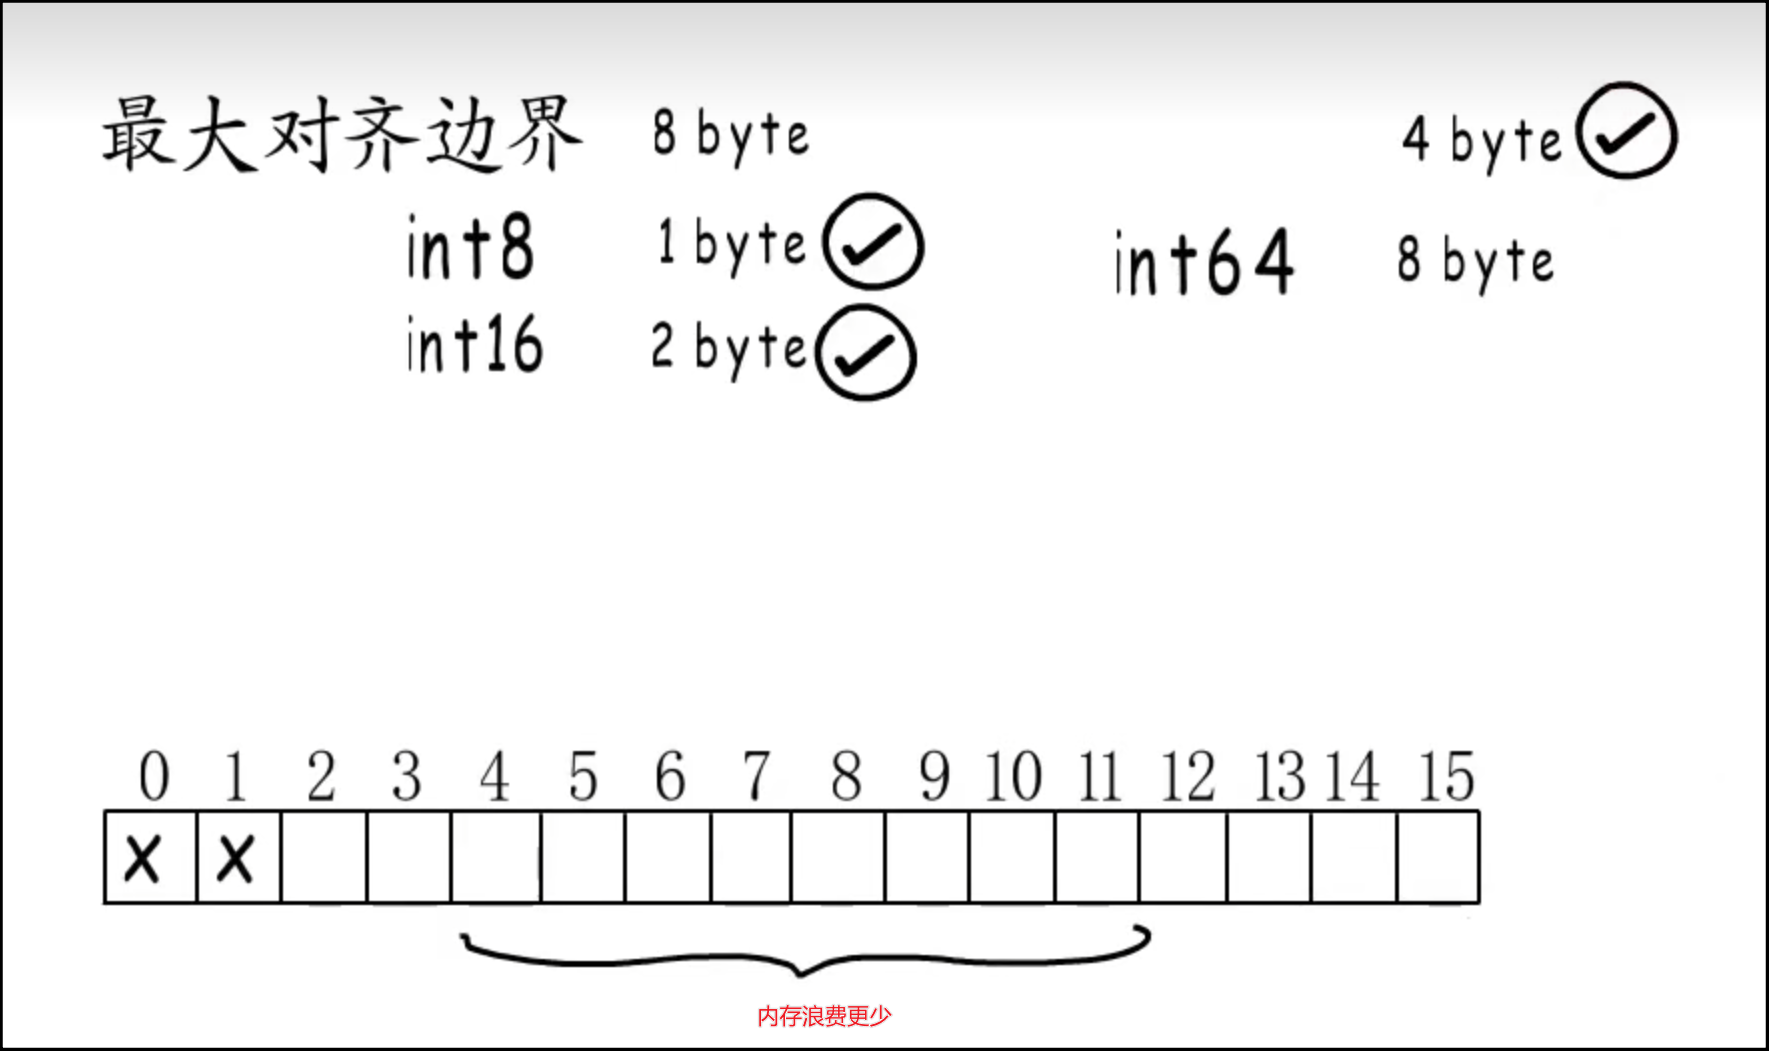 最大对齐边界 8 byte 4 byte
int8 1 byte int64 8 byte
int16 2 byte
0 1 2 3 4 5 6 7 8 9 10 11 12 13 14 15
X X
内存浪费更少